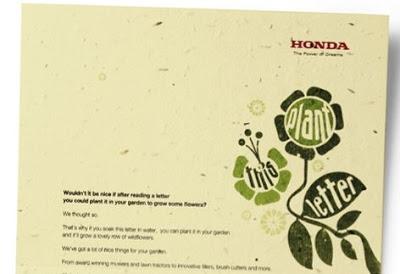 HONDA
The Power of Dreams
plant
this
letter
Wouldn't it be nice if after reading a letter
you could plant it in your garden to grow some flowers?
We thought so.
That's why if you soak this letter in water, you can plant it in your garden
and it'll grow a lovely row of wildflowers.
We've got a lot of nice things for your garden.
From award winning mowers and lawn tractors to innovative tillers, brush cutters and more.